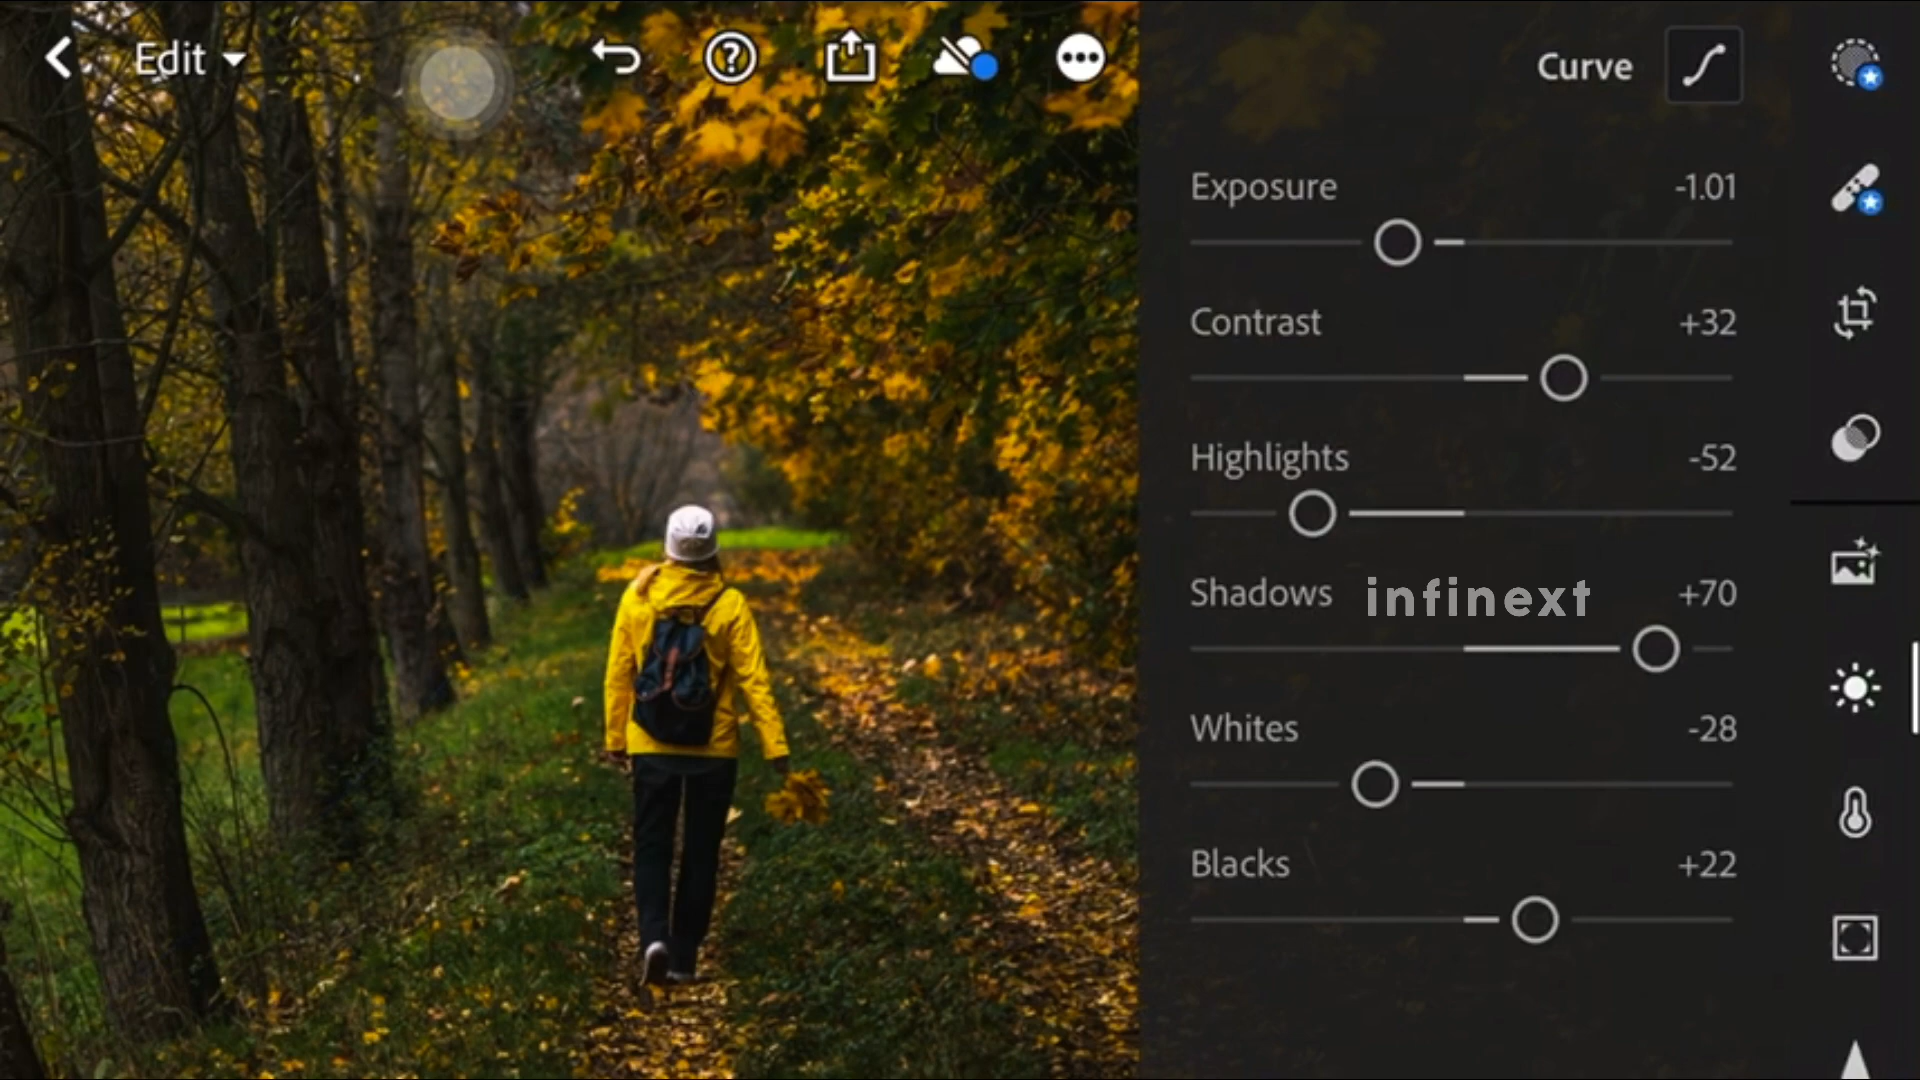 Edit
Curve
Exposure -1.01
Contrast +32
Highlights -52
Shadows infinext +70
Whites -28
Blacks +22